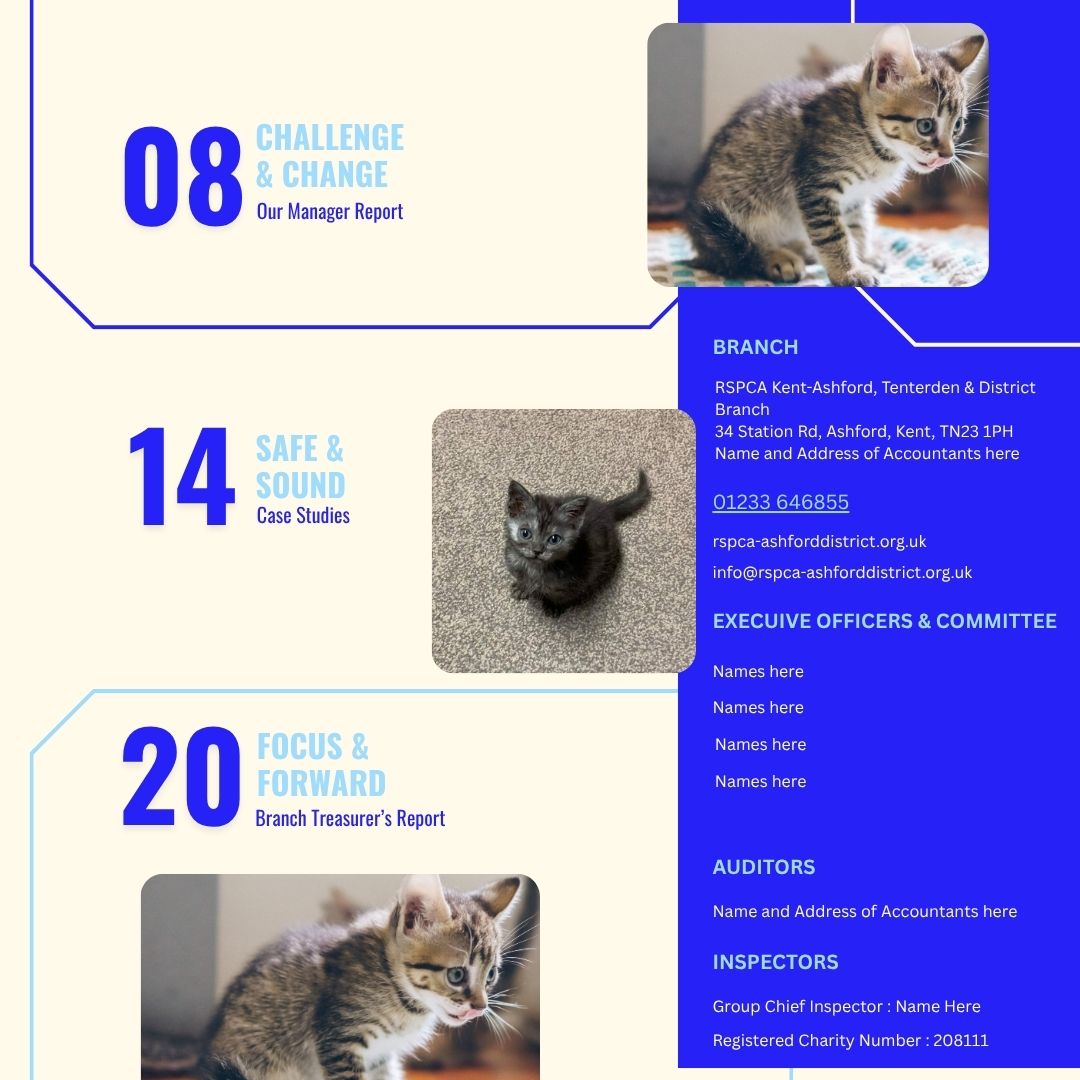 08
CHALLENGE
& CHANGE
Our Manager Report
14
SAFE &
SOUND
Case Studies
20
FOCUS &
FORWARD
Branch Treasurer’s Report
BRANCH
RSPCA Kent-Ashford, Tenterden & District
Branch
34 Station Rd, Ashford, Kent, TN23 1PH
Name and Address of Accountants here
01233 646855
rspca-ashforddistrict.org.uk
info@rspca-ashforddistrict.org.uk
EXECUIVE OFFICERS & COMMITTEE
Names here
Names here
Names here
Names here
AUDITORS
Name and Address of Accountants here
INSPECTORS
Group Chief Inspector : Name Here
Registered Charity Number : 208111